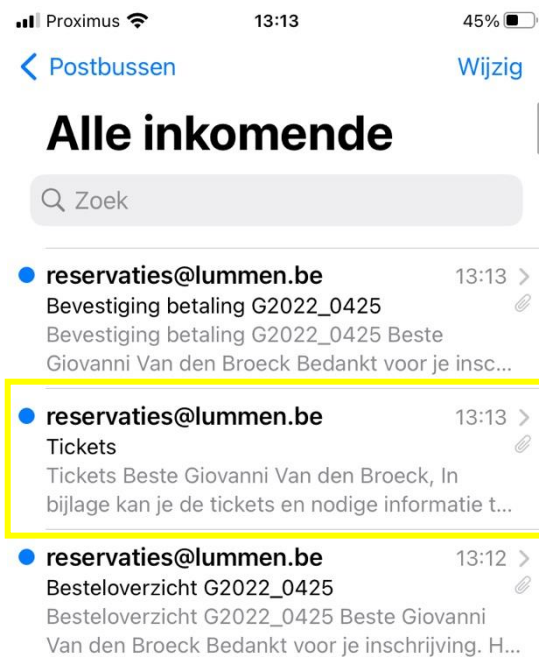 Proximus 13:13 45%
Postbussen Wijzig
Alle inkomende
Zoek
reservaties@lummen.be 13:13
Bevestiging betaling G2022_0425
Bevestiging betaling G2022_0425 Beste
Giovanni Van den Broeck Bedankt voor je insc...
reservaties@lummen.be 13:13
Tickets
Tickets Beste Giovanni Van den Broeck, In
bijlage kan je de tickets en nodige informatie t...
reservaties@lummen.be 13:12
Besteloverzicht G2022_0425
Besteloverzicht G2022_0425 Beste Giovanni
Van den Broeck Bedankt voor je inschrijving. H...